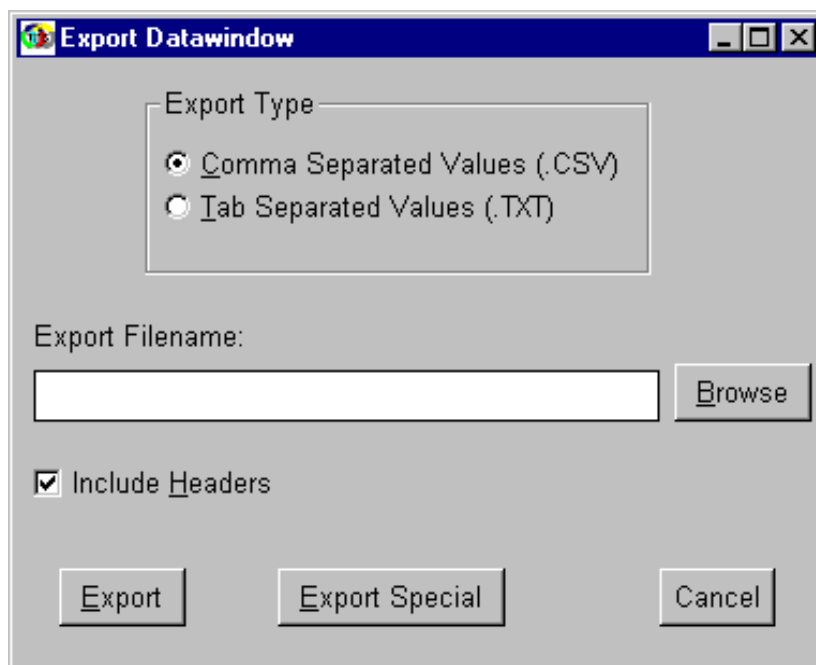 Export Datawindow
Export Type
Comma Separated Values (.CSV)
Tab Separated Values (.TXT)
Export Filename:
Browse
Include Headers
Export Export Special Cancel